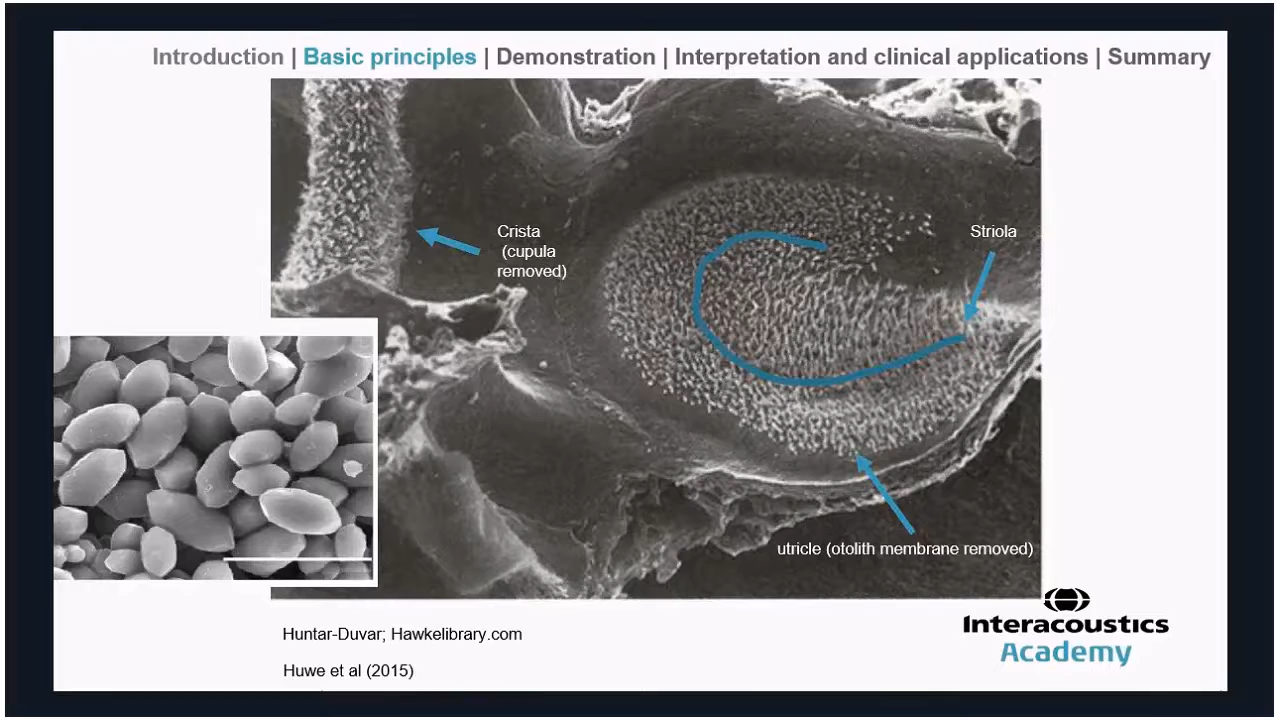 Introduction | Basic principles | Demonstration | Interpretation and clinical applications | Summary
Crista
(cupula
removed)
Striola
utricle (otolith membrane removed)
Huntar-Duvar; Hawkelibrary.com
Huwe et al (2015)
Interacoustics
Academy